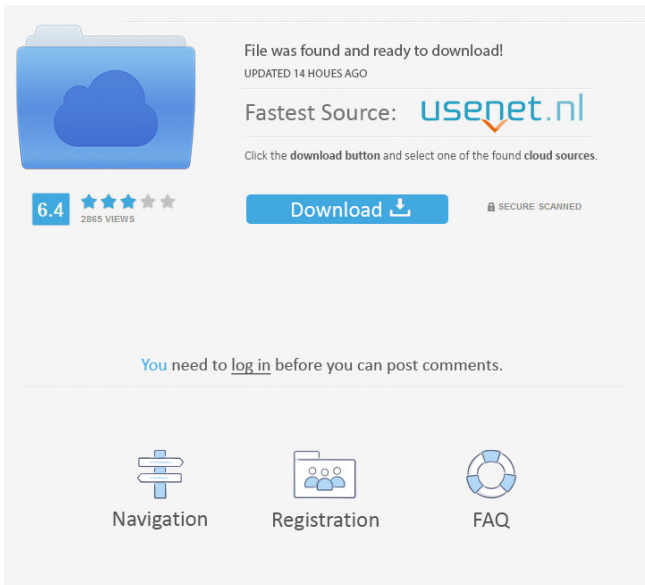 File was found and ready to download!
UPDATED 14 HOUES AGO
Fastest Source: usenet.nl
Click the download button and select one of the found cloud sources.
6.4
2865 VIEWS
Download
SECURE SCANNED
You need to log in before you can post comments.
Navigation
Registration
FAQ